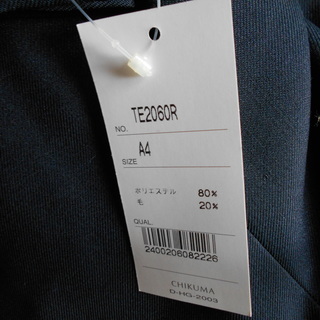 NO. TE2060R
SIZE A4
ポリエステル 80%
毛 20%
QUAL.
2400206082226
CHIKUMA
D-HG-2003